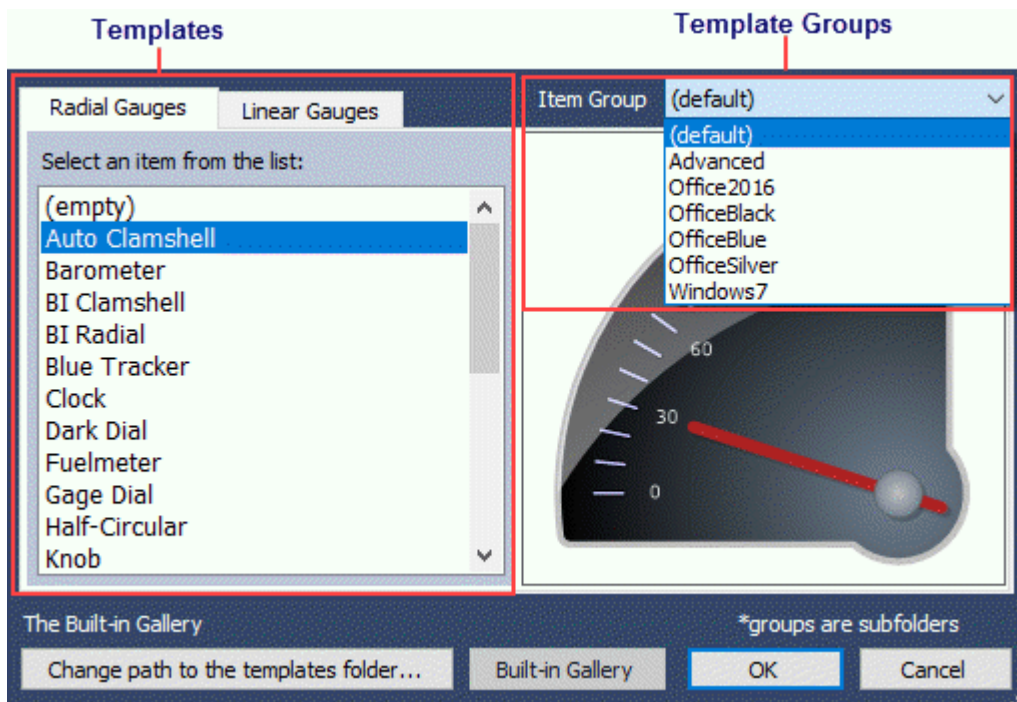 Templates
Template Groups
Radial Gauges
Linear Gauges
Item Group
(default)
Select an item from the list:
(empty)
Auto Clamshell
Barometer
BI Clamshell
BI Radial
Blue Tracker
Clock
Dark Dial
Fuelmeter
Gage Dial
Half-Circular
Knob
(default)
Advanced
Office2016
OfficeBlack
OfficeBlue
OfficeSilver
Windows7
60
30
0
The Built-in Gallery
*groups are subfolders
Change path to the templates folder...
Built-in Gallery
OK
Cancel